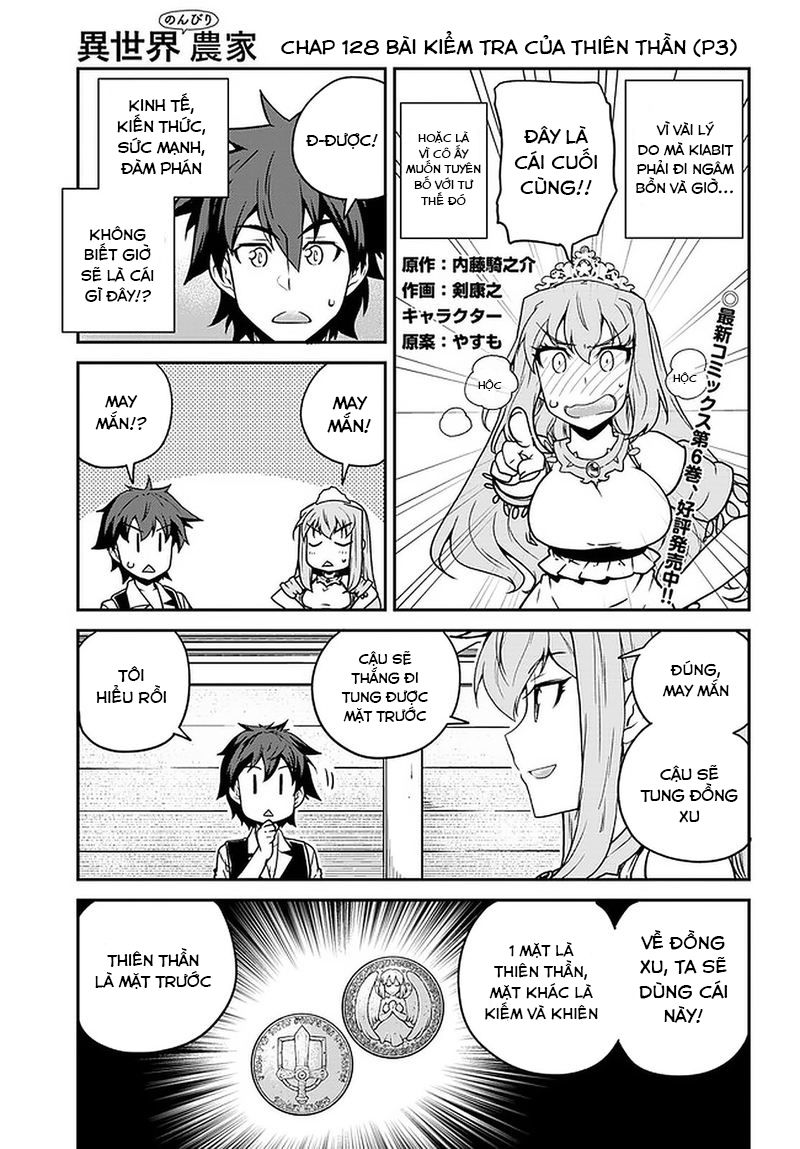 のんびり
異世界 農家
CHAP 128 BÀI KIỂM TRA CỦA THIÊN THẦN (P3)
VÌ VÀI LÝ
DO MÀ KIABIT
PHẢI ĐI NGÂM
BỒN VÀ GIỜ...
ĐÂY LÀ
CÁI CUỐI
CÙNG!!
HOẶC LÀ
VÌ CÔ ẤY
MUỐN TUYÊN
BỐ VỚI TƯ
THẾ ĐÓ
原作：内藤騎之介
作画：剣康之
キャラクター
原案：やすも
HỘC
HỘC
◎最新コミックス第6巻、好評発売中!!
Đ-ĐƯỢC!
KINH TẾ,
KIẾN THỨC,
SỨC MẠNH,
ĐÀM PHÁN
KHÔNG
BIẾT GIỜ
SẼ LÀ CÁI
GÌ ĐÂY!?
MAY
MẮN!
MAY
MẮN!?
ĐÚNG,
MAY MẮN
CẬU SẼ
TUNG ĐỒNG
XU
CẬU SẼ
THẮNG ĐI
TUNG ĐƯỢC
MẶT TRƯỚC
TÔI
HIỂU RỒI
VỀ ĐỒNG
XU, TA SẼ
DÙNG CÁI
NÀY!
1 MẶT LÀ
THIÊN THẦN,
MẶT KHÁC LÀ
KIẾM VÀ KHIÊN
THIÊN THẦN
LÀ MẶT TRƯỚC